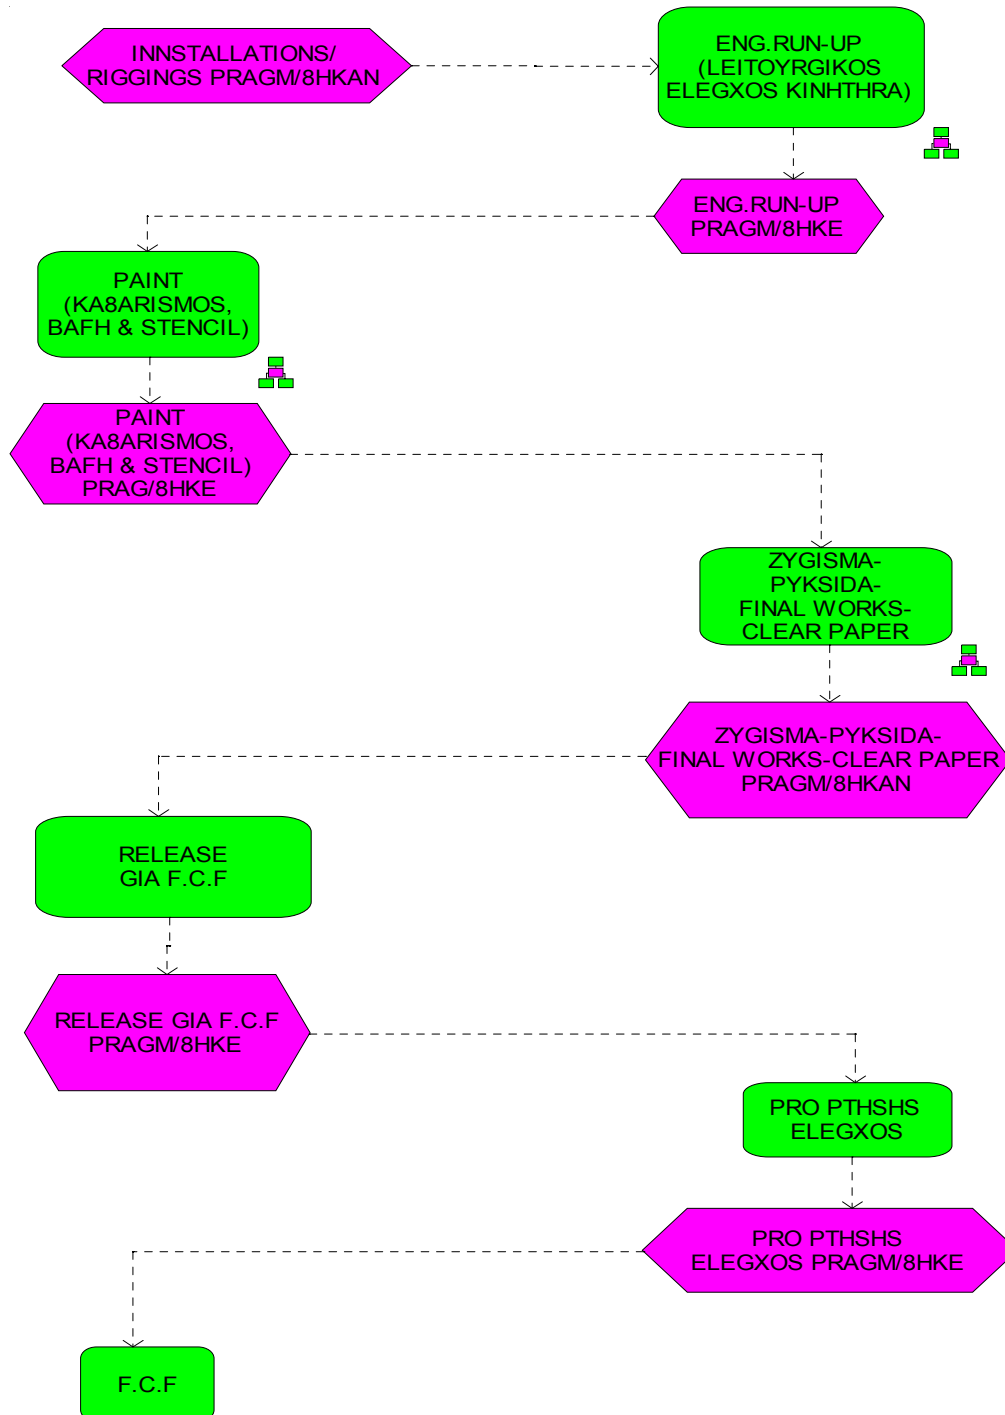 INNSTALLATIONS/
RIGGINGS PRAGM/8HKAN
ENG.RUN-UP
(LEITOYRGIKOS
ELEGXOS KINHTHRA)
ENG.RUN-UP
PRAGM/8HKE
PAINT
(KA8ARISMOS,
BAFH & STENCIL)
PAINT
(KA8ARISMOS,
BAFH & STENCIL)
PRAG/8HKE
ZYGISMA-
PYKSIDA-
FINAL WORKS-
CLEAR PAPER
ZYGISMA-PYKSIDA-
FINAL WORKS-CLEAR PAPER
PRAGM/8HKAN
RELEASE
GIA F.C.F
RELEASE GIA F.C.F
PRAGM/8HKE
PRO PTHSHS
ELEGXOS
PRO PTHSHS
ELEGXOS PRAGM/8HKE
F.C.F